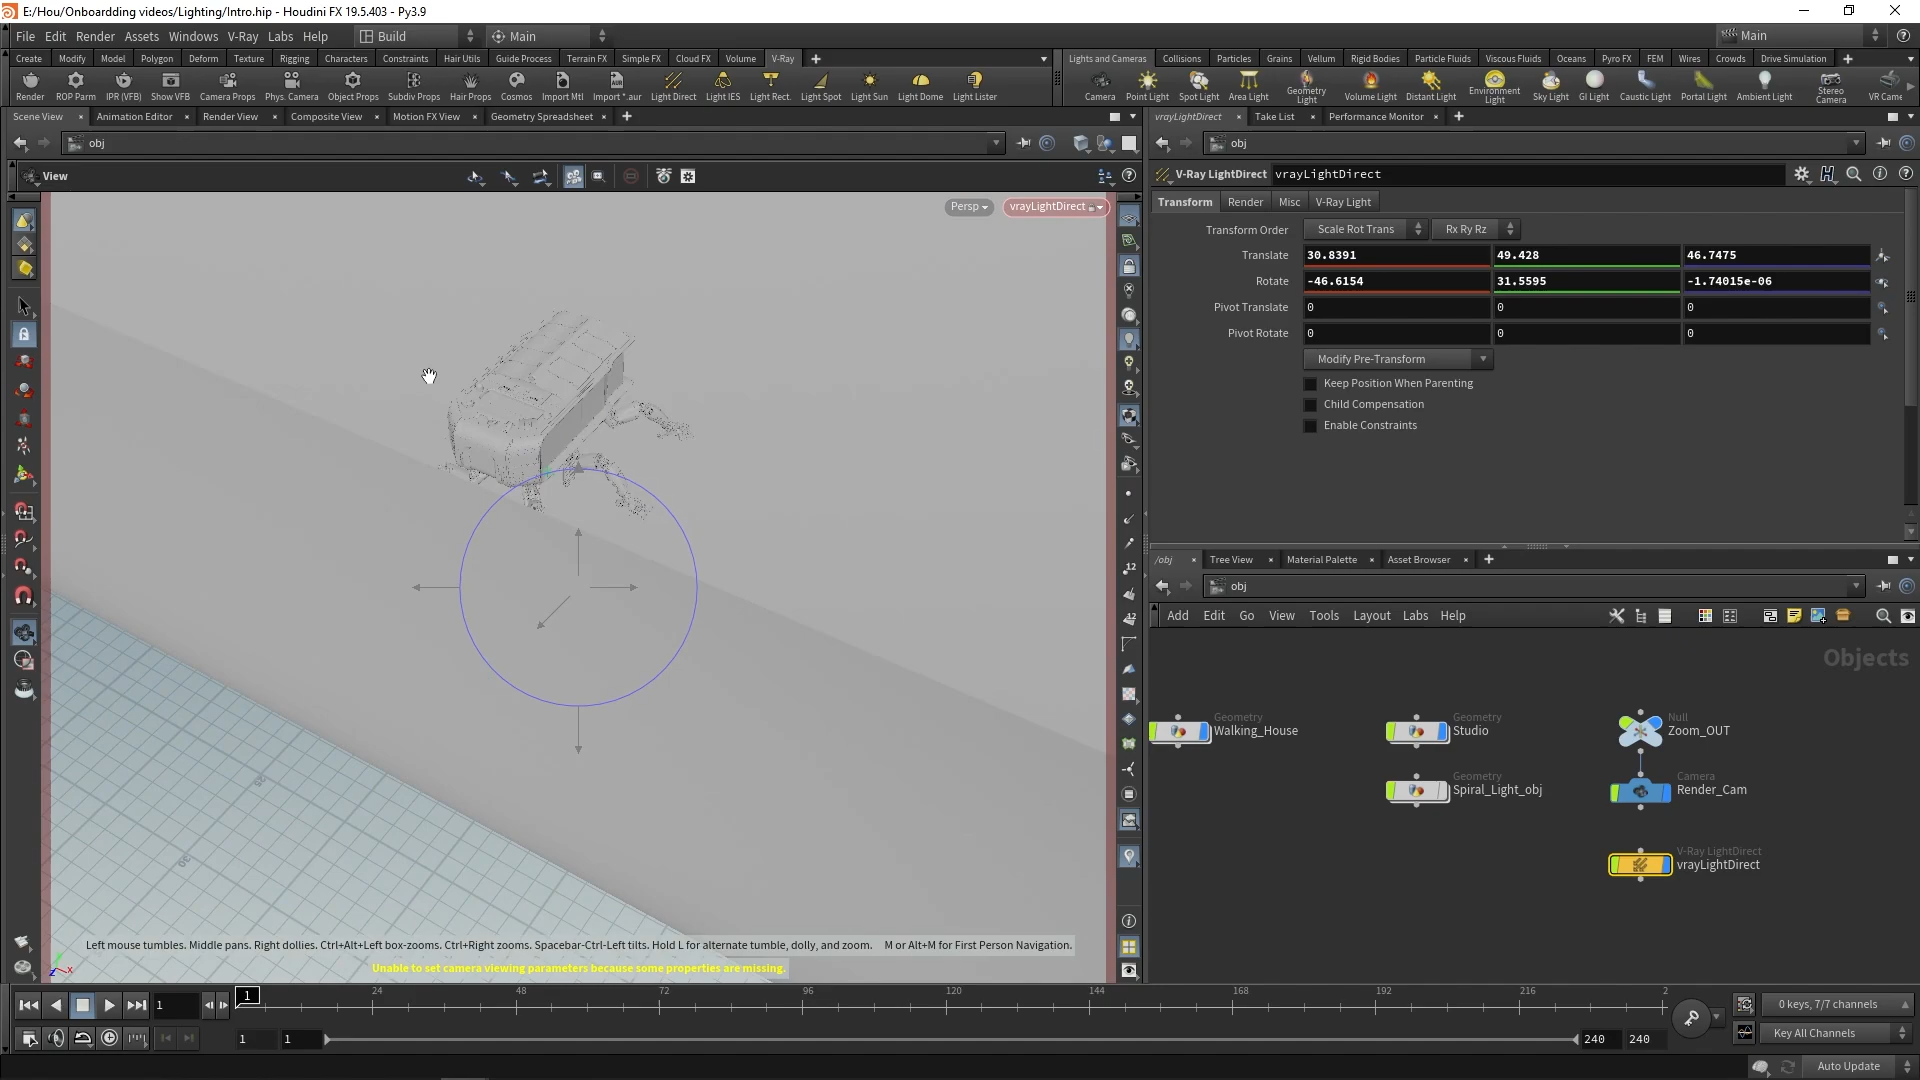 E:/Hou/Onboardding videos/Lighting/Intro.hip - Houdini FX 19.5.403 - Py3.9
File Edit Render Assets Windows V-Ray Labs Help Build Main Main
Create Modify Model Polygon Deform Texture Rigging Characters Constraints Hair Utils Guide Process Terrain FX Simple FX Cloud FX Volume V-Ray
Lights and Cameras Collisions Particles Grains Vellum Rigid Bodies Particle Fluids Viscous Fluids Oceans Pyro FX FEM Wires Crowds Drive Simulation
Render ROP Parm IPR (VFB) Show VFB Camera Props Phys. Camera Object Props Subdiv Props Hair Props Cosmos Import Mtl Import *.aur Light Direct Light IES Light Rect. Light Spot Light Sun Light Dome Light Lister
Camera Point Light Spot Light Area Light Geometry Light Volume Light Distant Light Environment Light Sky Light GI Light Caustic Light Portal Light Ambient Light Stereo Camera VR Came
Scene View Animation Editor Render View Composite View Motion FX View Geometry Spreadsheet
vrayLightDirect Take List Performance Monitor
obj
obj
View
V-Ray LightDirect vrayLightDirect
Persp vrayLightDirect
Transform Render Misc V-Ray Light
Transform Order Scale Rot Trans Rx Ry Rz
Translate 30.8391 49.428 46.7475
Rotate -46.6154 31.5595 -1.74015e-06
Pivot Translate 0 0 0
Pivot Rotate 0 0 0
Modify Pre-Transform
Keep Position When Parenting
Child Compensation
Enable Constraints
/obj Tree View Material Palette Asset Browser
obj
Add Edit Go View Tools Layout Labs Help
Objects
Geometry
Walking_House
Geometry
Studio
Null
Zoom_OUT
Geometry
Spiral_Light_obj
Camera
Render_Cam
V-Ray LightDirect
vrayLightDirect
Left mouse tumbles. Middle pans. Right dollies. Ctrl+Alt+Left box-zooms. Ctrl+Right zooms. Spacebar-Ctrl-Left tilts. Hold L for alternate tumble, dolly, and zoom. M or Alt+M for First Person Navigation.
Unable to set camera viewing parameters because some properties are missing.
1 1 24 48 72 96 120 144 168 192 216 2
0 keys, 7/7 channels
1 1 240 240
Key All Channels
Auto Update